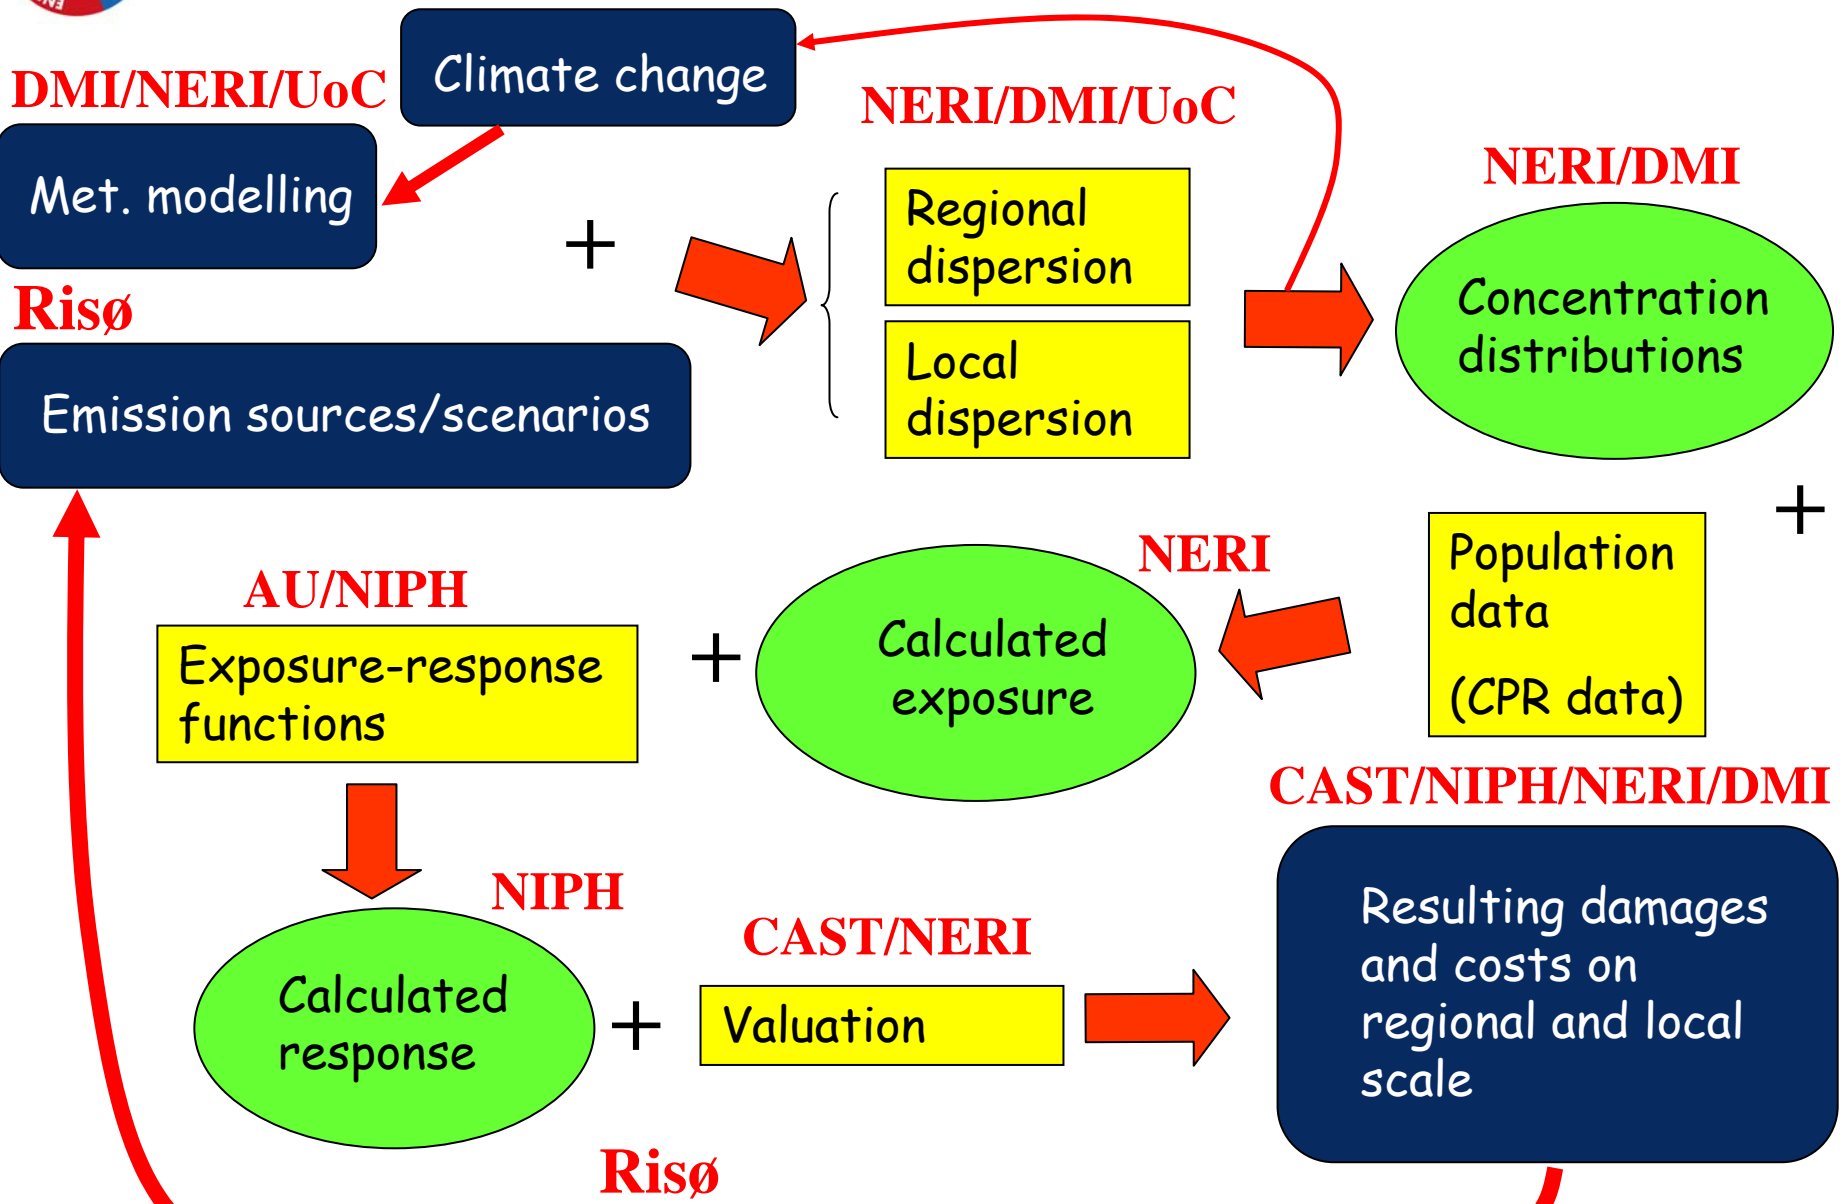 Climate change
DMI/NERI/UoC
NERI/DMI/UoC
NERI/DMI
Met. modelling
+
Regional
dispersion
Concentration
distributions
Risø
Local
dispersion
Emission sources/scenarios
+
NERI
Population
data
(CPR data)
AU/NIPH
Calculated
exposure
+
Exposure-response
functions
CAST/NIPH/NERI/DMI
NIPH
CAST/NERI
Resulting damages
and costs on
regional and local
scale
Calculated
response
+
Valuation
Risø